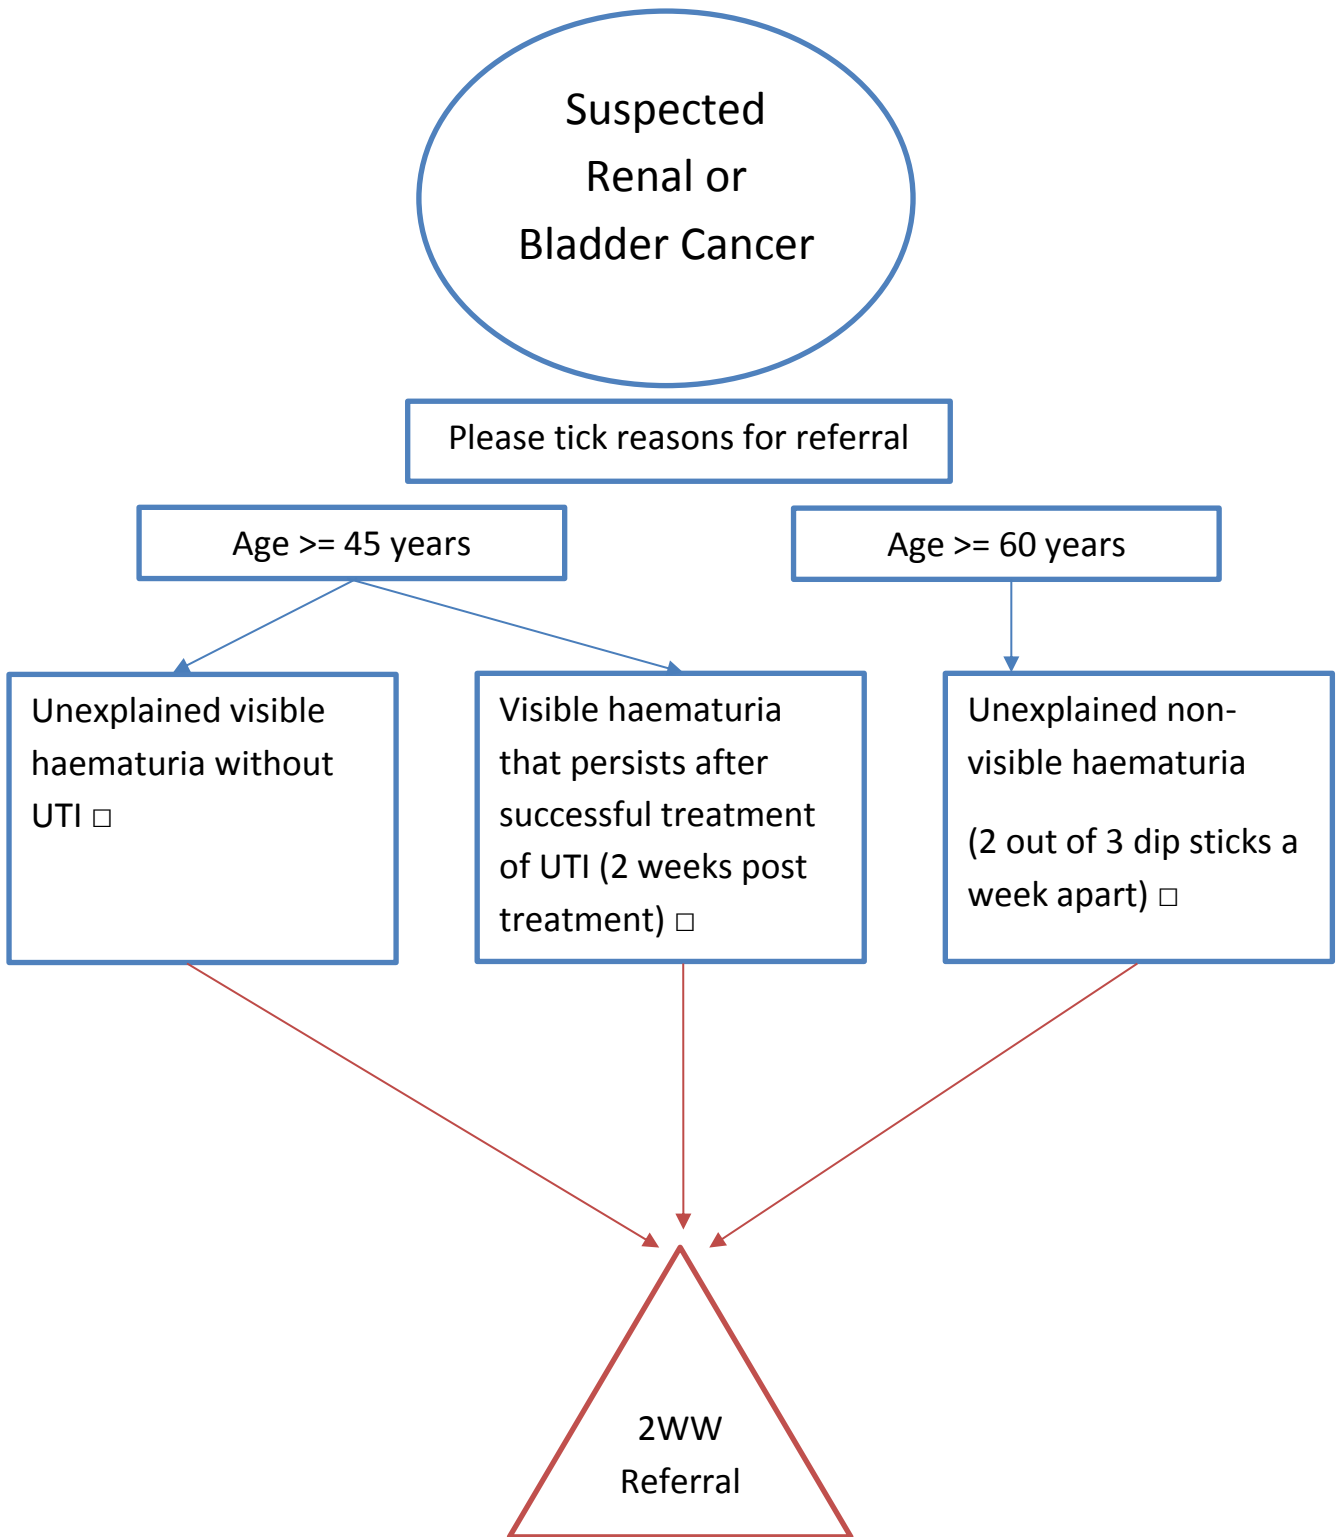 Suspected
Renal or
Bladder Cancer
Please tick reasons for referral
Age >= 45 years
Age >= 60 years
Unexplained visible
haematuria without
UTI □
Visible haematuria
that persists after
successful treatment
of UTI (2 weeks post
treatment) □
Unexplained non-
visible haematuria
(2 out of 3 dip sticks a
week apart) □
2WW
Referral